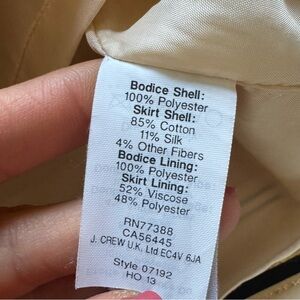 Bodice Shell:
100% Polyester
Skirt Shell:
85% Cotton
11% Silk
4% Other Fibers
Bodice Lining:
100% Polyester
Skirt Lining:
52% Viscose
48% Polyester
RN77388
CA56445
J. CREW U.K. Ltd EC4V 6JA
Style 07192
HO 13